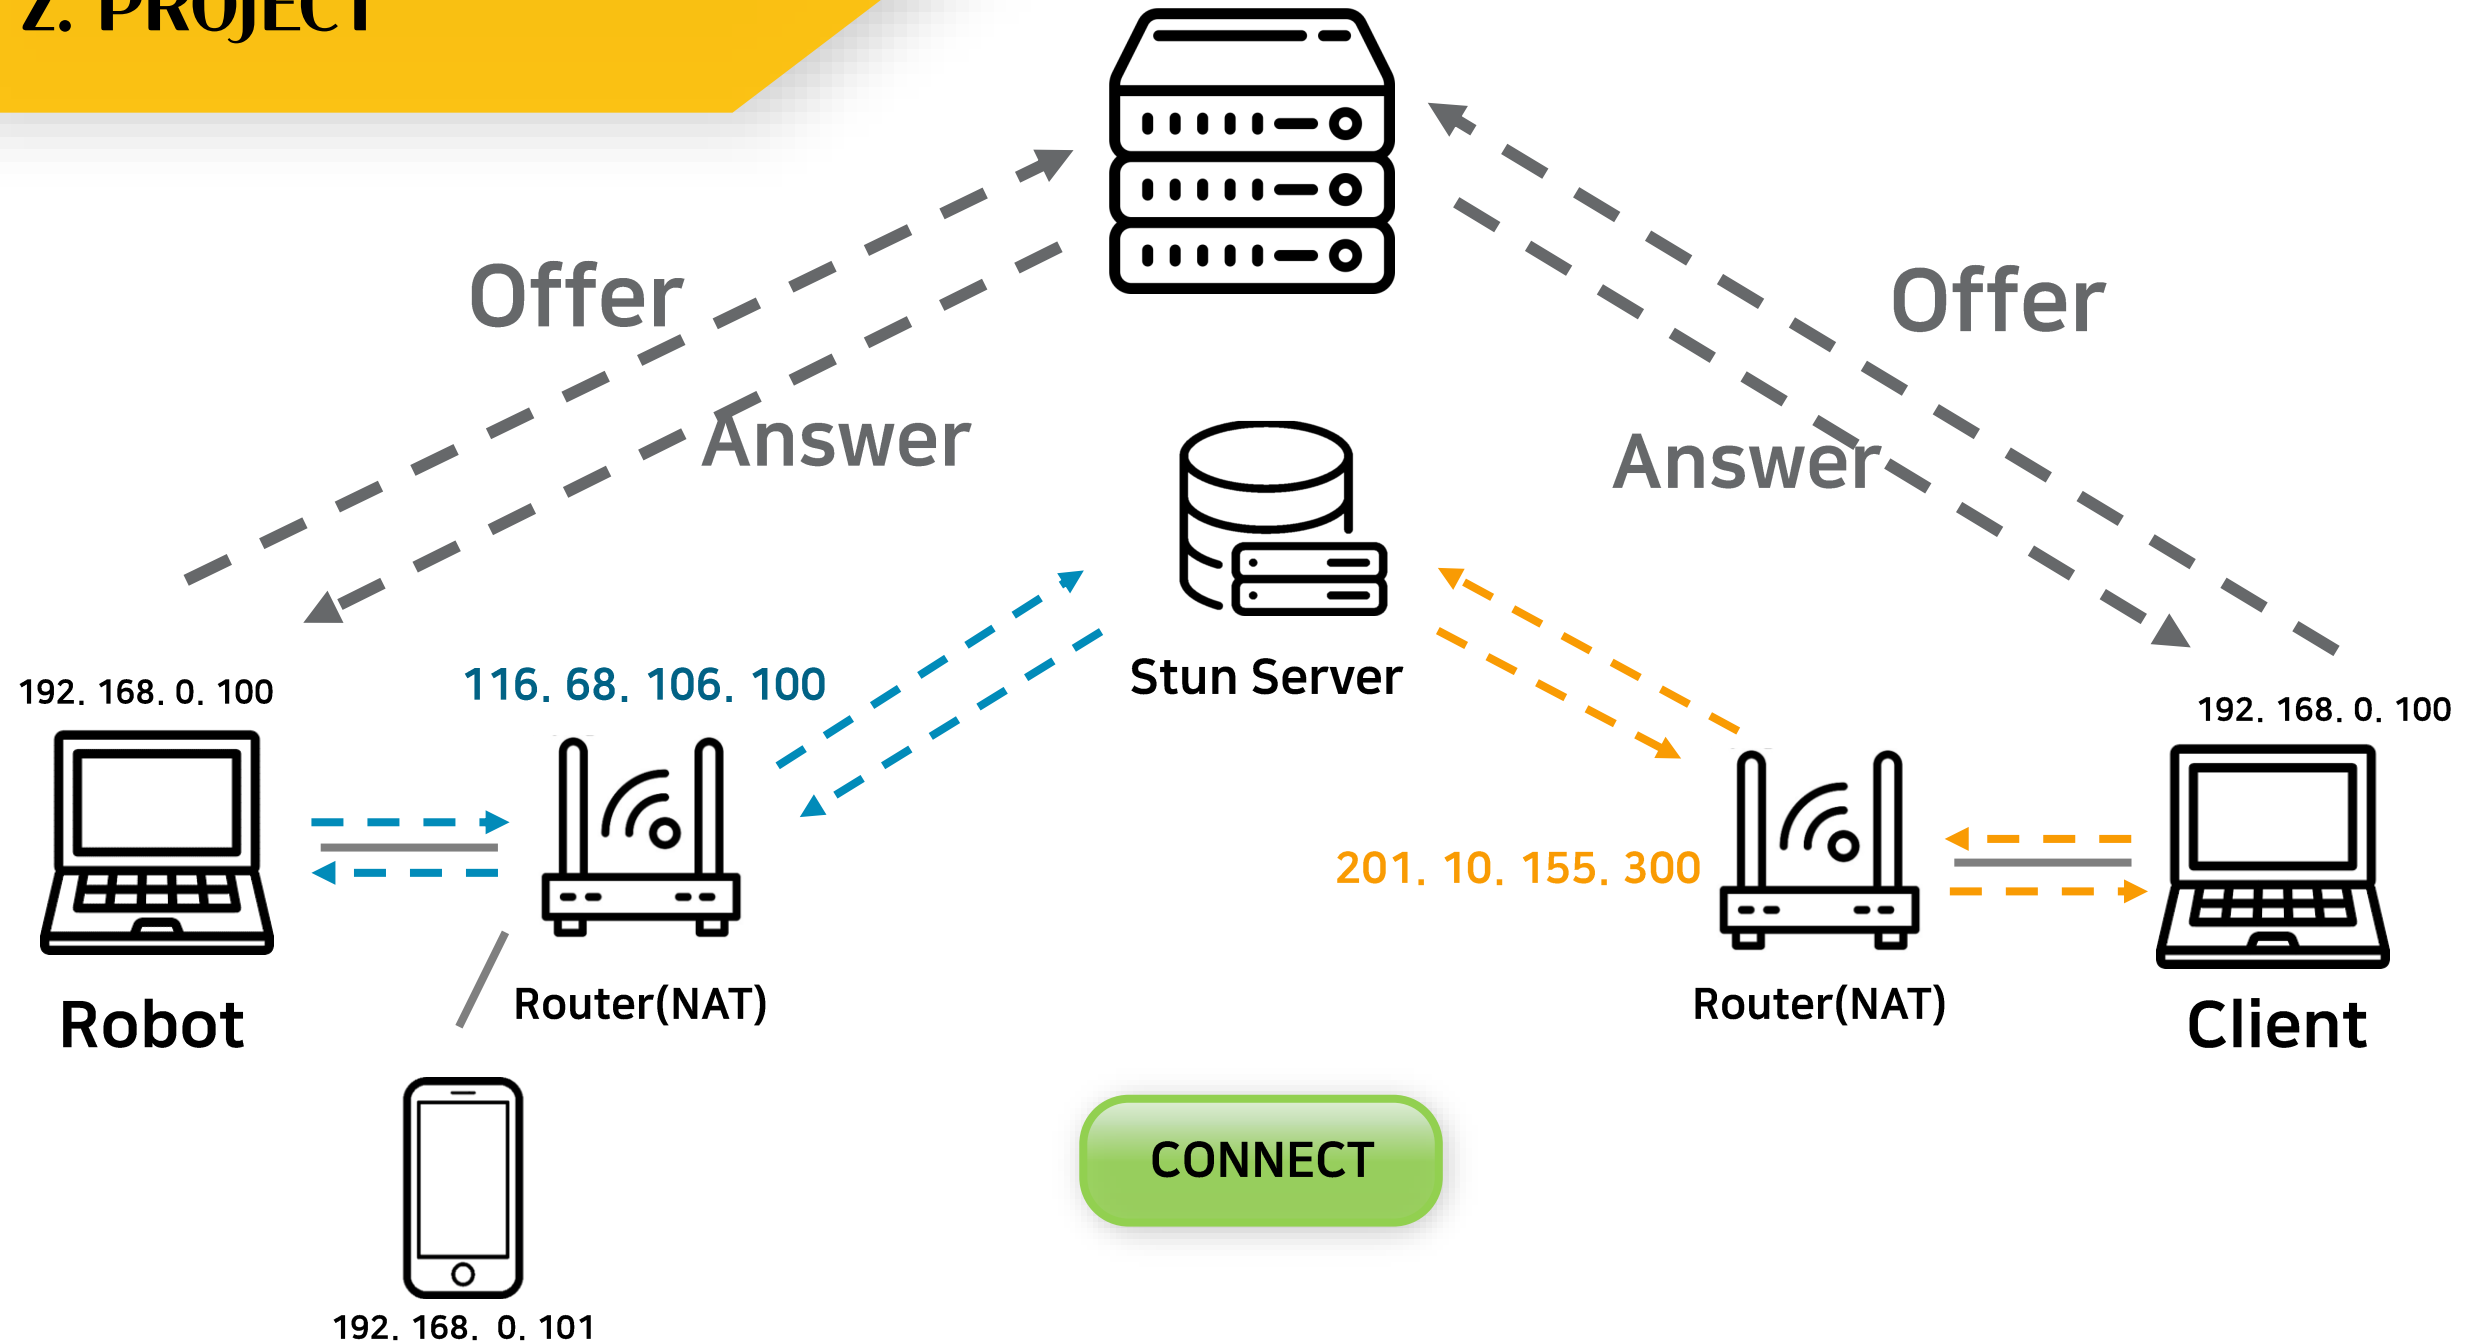 2. PROJECT
Offer
Offer
Answer
Answer
Stun Server
192. 168. 0. 100
116. 68. 106. 100
192. 168. 0. 100
201. 10. 155. 300
Router(NAT)
Router(NAT)
Robot
Client
CONNECT
192. 168. 0. 101